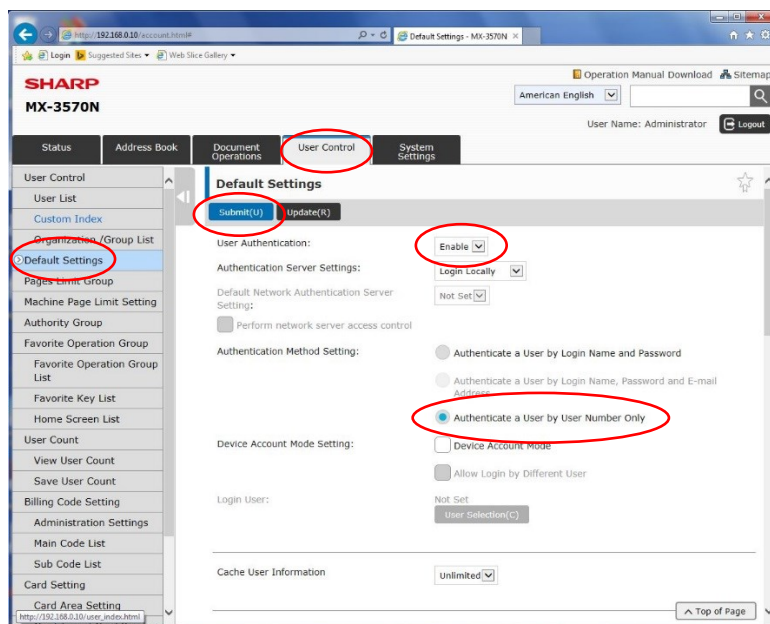 http://192.168.0.10/account.html#
Default Settings - MX-3570N
Login
Suggested Sites
Web Slice Gallery
SHARP
MX-3570N
Operation Manual Download
Sitemap
American English
User Name: Administrator
Logout
Status
Address Book
Document Operations
User Control
System Settings
User Control
User List
Custom Index
Organization /Group List
Default Settings
Pages Limit Group
Machine Page Limit Setting
Authority Group
Favorite Operation Group
Favorite Operation Group
List
Favorite Key List
Home Screen List
User Count
View User Count
Save User Count
Billing Code Setting
Administration Settings
Main Code List
Sub Code List
Card Setting
Card Area Setting
http://192.168.0.10/user_index.html
Default Settings
Submit(U)
Update(R)
User Authentication:
Enable
Authentication Server Settings:
Login Locally
Default Network Authentication Server
Setting:
Not Set
Perform network server access control
Authentication Method Setting:
Authenticate a User by Login Name and Password
Authenticate a User by Login Name, Password and E-mail
Address
Authenticate a User by User Number Only
Device Account Mode Setting:
Device Account Mode
Allow Login by Different User
Login User:
Not Set
User Selection(C)
Cache User Information
Unlimited
Top of Page